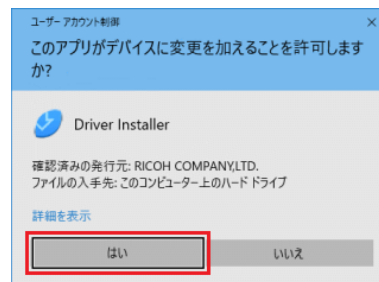 ユーザー アカウント制御
このアプリがデバイスに変更を加えることを許可します
か?
Driver Installer
確認済みの発行元: RICOH COMPANY,LTD.
ファイルの入手先: このコンピューター上のハード ドライブ
詳細を表示
はい
いいえ